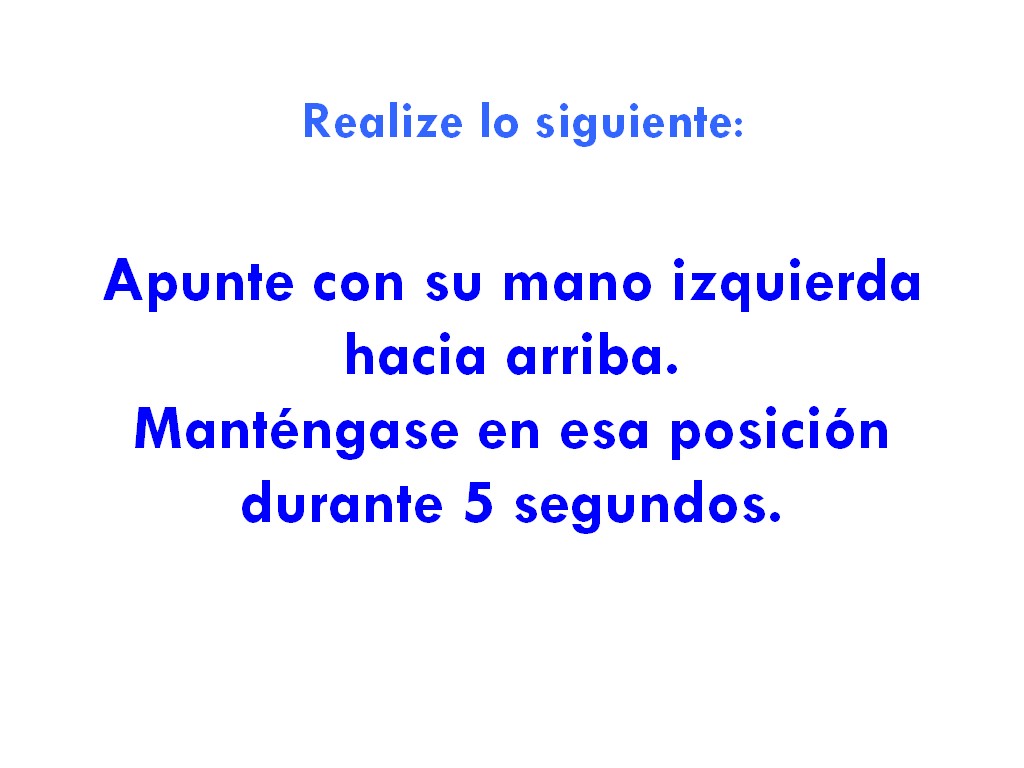 Realize lo siguiente:
Apunte con su mano izquierda
hacia arriba.
Manténgase en esa posición
durante 5 segundos.